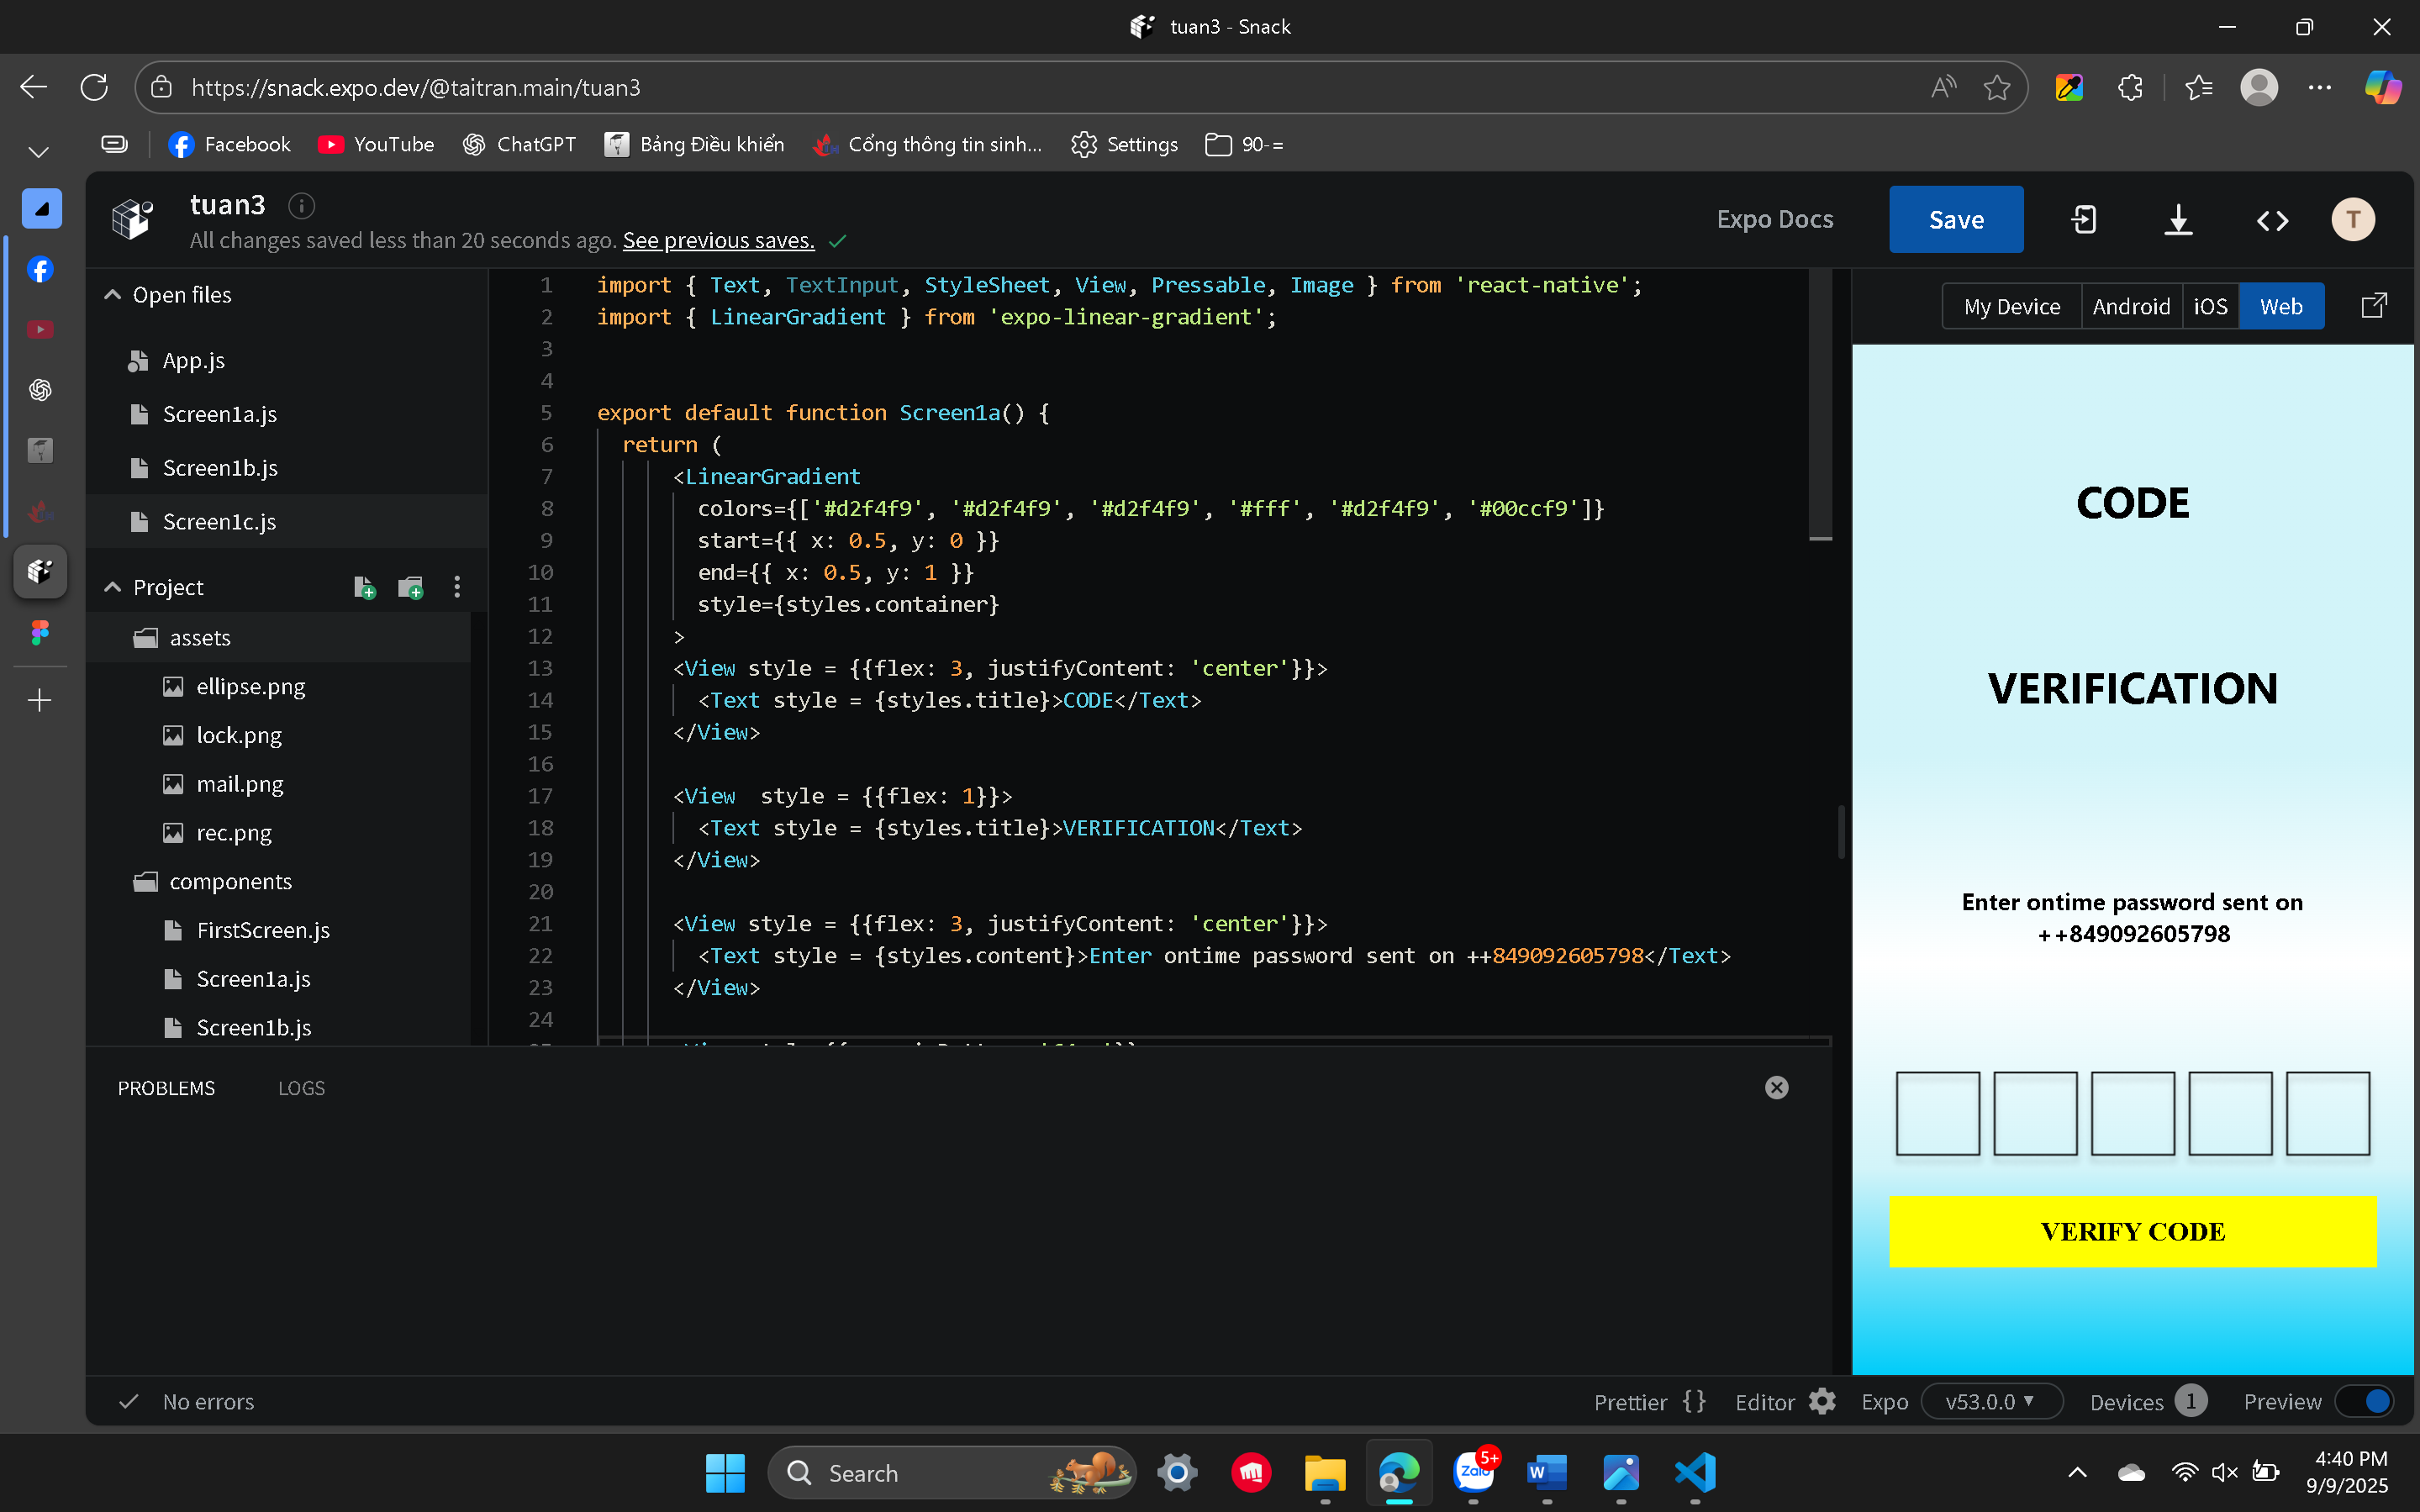 tuan3 - Snack
https://snack.expo.dev/@taitran.main/tuan3
Facebook
YouTube
ChatGPT
Bảng Điều khiển
Cổng thông tin sinh...
Settings
90-=
tuan3
All changes saved less than 20 seconds ago. See previous saves.
Expo Docs
Save
T
Open files
App.js
Screen1a.js
Screen1b.js
Screen1c.js
Project
assets
ellipse.png
lock.png
mail.png
rec.png
components
FirstScreen.js
Screen1a.js
Screen1b.js
1 import { Text, TextInput, StyleSheet, View, Pressable, Image } from 'react-native';
2 import { LinearGradient } from 'expo-linear-gradient';
3
4
5 export default function Screen1a() {
6 return (
7 <LinearGradient
8 colors={['#d2f4f9', '#d2f4f9', '#d2f4f9', '#fff', '#d2f4f9', '#00ccf9']}
9 start={{ x: 0.5, y: 0 }}
10 end={{ x: 0.5, y: 1 }}
11 style={styles.container}
12 >
13 <View style = {{flex: 3, justifyContent: 'center'}}>
14 <Text style = {styles.title}>CODE</Text>
15 </View>
16
17 <View  style = {{flex: 1}}>
18 <Text style = {styles.title}>VERIFICATION</Text>
19 </View>
20
21 <View style = {{flex: 3, justifyContent: 'center'}}>
22 <Text style = {styles.content}>Enter ontime password sent on ++849092605798</Text>
23 </View>
24
My Device
Android
iOS
Web
CODE
VERIFICATION
Enter ontime password sent on
++849092605798
VERIFY CODE
PROBLEMS
LOGS
No errors
Prettier {}
Editor
Expo
v53.0.0
Devices 1
Preview
Search
Zalo
5+
W
4:40 PM
9/9/2025